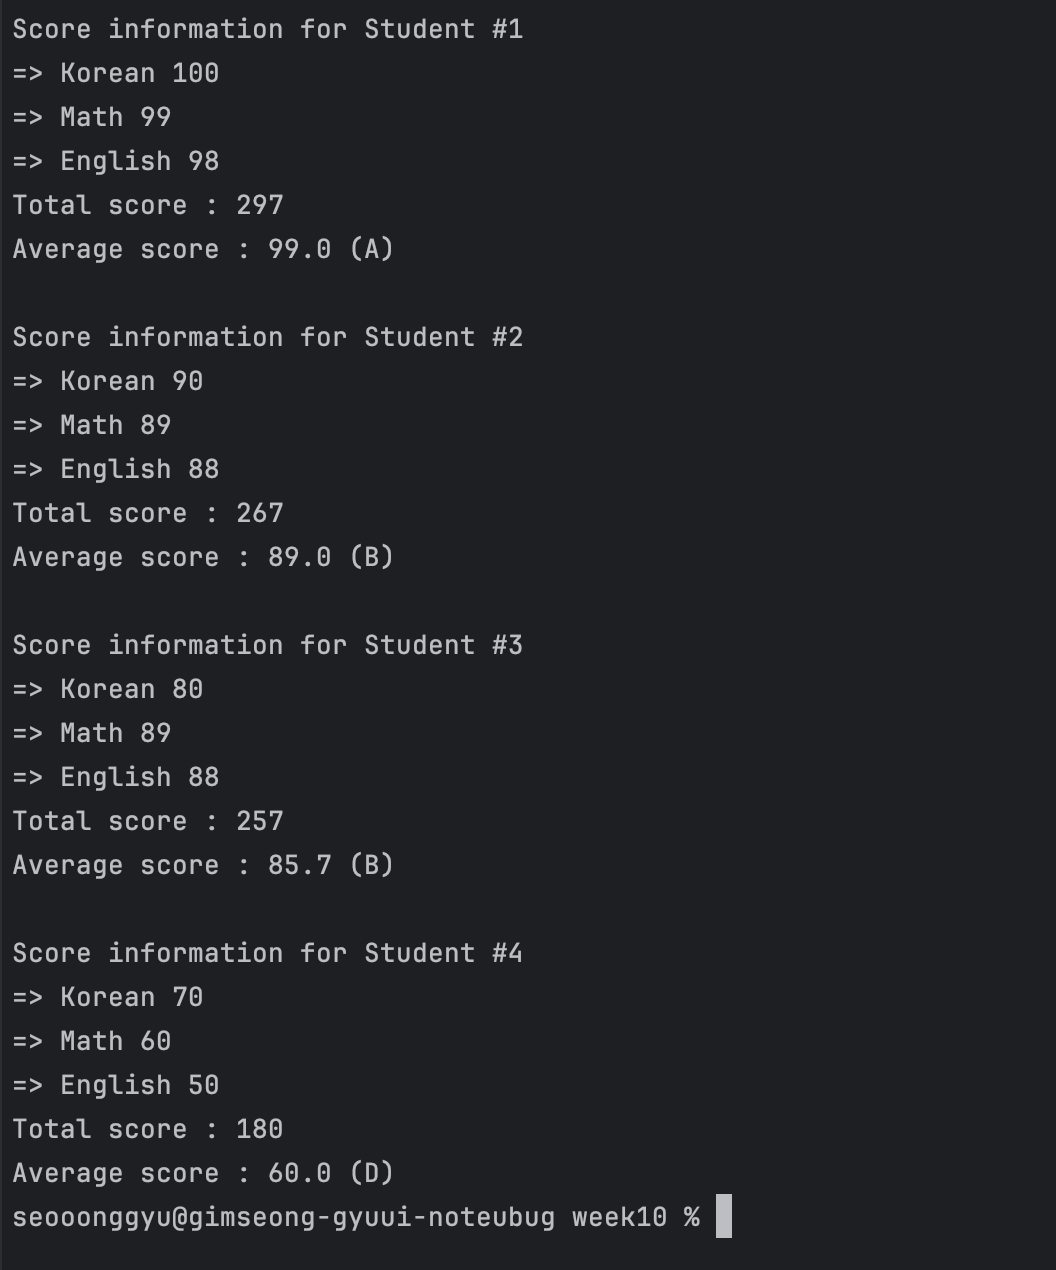 Score information for Student #1
=> Korean 100
=> Math 99
=> English 98
Total score : 297
Average score : 99.0 (A)
Score information for Student #2
=> Korean 90
=> Math 89
=> English 88
Total score : 267
Average score : 89.0 (B)
Score information for Student #3
=> Korean 80
=> Math 89
=> English 88
Total score : 257
Average score : 85.7 (B)
Score information for Student #4
=> Korean 70
=> Math 60
=> English 50
Total score : 180
Average score : 60.0 (D)
seooonggyu@gimseong-gyuui-noteubug week10 %